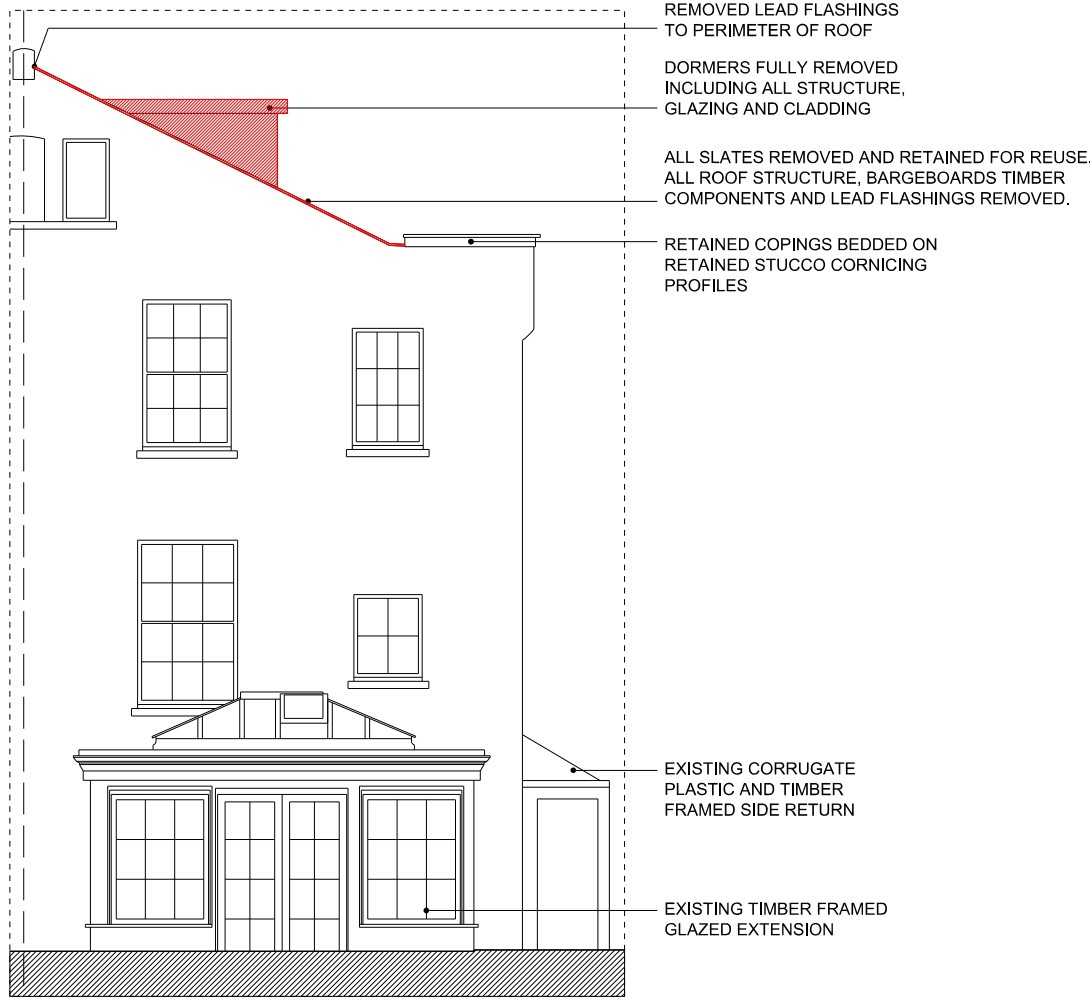 REMOVED LEAD FLASHINGS
TO PERIMETER OF ROOF
DORMERS FULLY REMOVED
INCLUDING ALL STRUCTURE,
GLAZING AND CLADDING
ALL SLATES REMOVED AND RETAINED FOR REUSE.
ALL ROOF STRUCTURE, BARGEBOARDS TIMBER
COMPONENTS AND LEAD FLASHINGS REMOVED.
RETAINED COPINGS BEDDED ON
RETAINED STUCCO CORNICING
PROFILES
EXISTING CORRUGATE
PLASTIC AND TIMBER
FRAMED SIDE RETURN
EXISTING TIMBER FRAMED
GLAZED EXTENSION